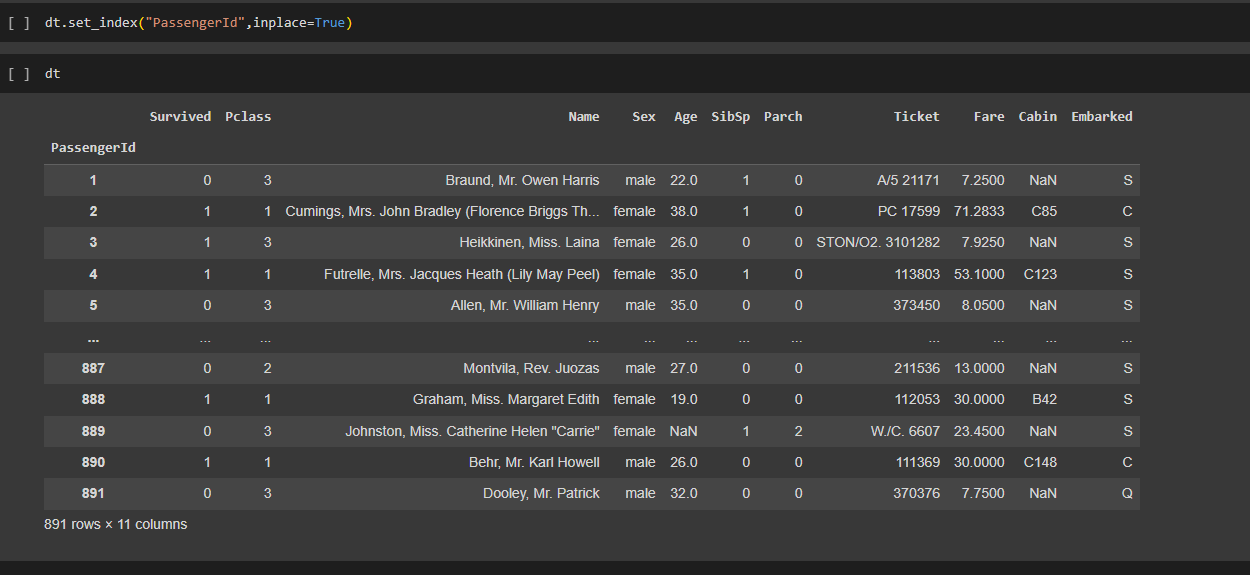 [ ] dt.set_index("PassengerId",inplace=True)
[ ] dt
Survived Pclass Name Sex Age SibSp Parch Ticket Fare Cabin Embarked
PassengerId
1 0 3 Braund, Mr. Owen Harris male 22.0 1 0 A/5 21171 7.2500 NaN S
2 1 1 Cumings, Mrs. John Bradley (Florence Briggs Th... female 38.0 1 0 PC 17599 71.2833 C85 C
3 1 3 Heikkinen, Miss. Laina female 26.0 0 0 STON/O2. 3101282 7.9250 NaN S
4 1 1 Futrelle, Mrs. Jacques Heath (Lily May Peel) female 35.0 1 0 113803 53.1000 C123 S
5 0 3 Allen, Mr. William Henry male 35.0 0 0 373450 8.0500 NaN S
... ... ... ... ... ... ... ... ... ... ... ...
887 0 2 Montvila, Rev. Juozas male 27.0 0 0 211536 13.0000 NaN S
888 1 1 Graham, Miss. Margaret Edith female 19.0 0 0 112053 30.0000 B42 S
889 0 3 Johnston, Miss. Catherine Helen "Carrie" female NaN 1 2 W./C. 6607 23.4500 NaN S
890 1 1 Behr, Mr. Karl Howell male 26.0 0 0 111369 30.0000 C148 C
891 0 3 Dooley, Mr. Patrick male 32.0 0 0 370376 7.7500 NaN Q
891 rows × 11 columns